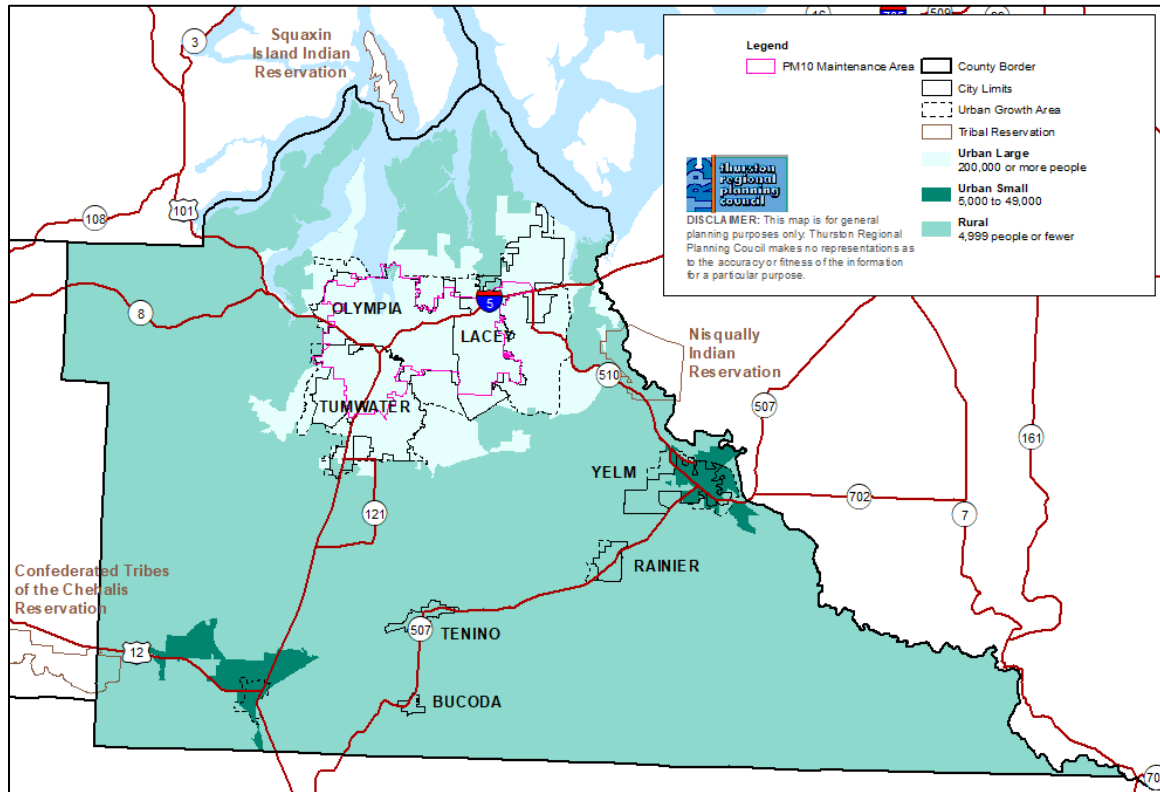 16
705
509
3
Squaxin
Island Indian
Reservation
Legend
PM10 Maintenance Area
County Border
City Limits
Urban Growth Area
Tribal Reservation
Urban Large
200,000 or more people
Urban Small
5,000 to 49,000
Rural
4,999 people or fewer
thurston
regional
planning
council
TRPC
DISCLAIMER: This map is for general
planning purposes only. Thurston Regional
Planning Coucil makes no representations as
to the accuracy or fitness of the information
for a particular purpose.
108
101
8
OLYMPIA
5
LACEY
Nisqually
Indian
Reservation
510
TUMWATER
507
161
YELM
702
7
121
RAINIER
Confederated Tribes
of the Chehalis
Reservation
TENINO
507
12
BUCODA
70